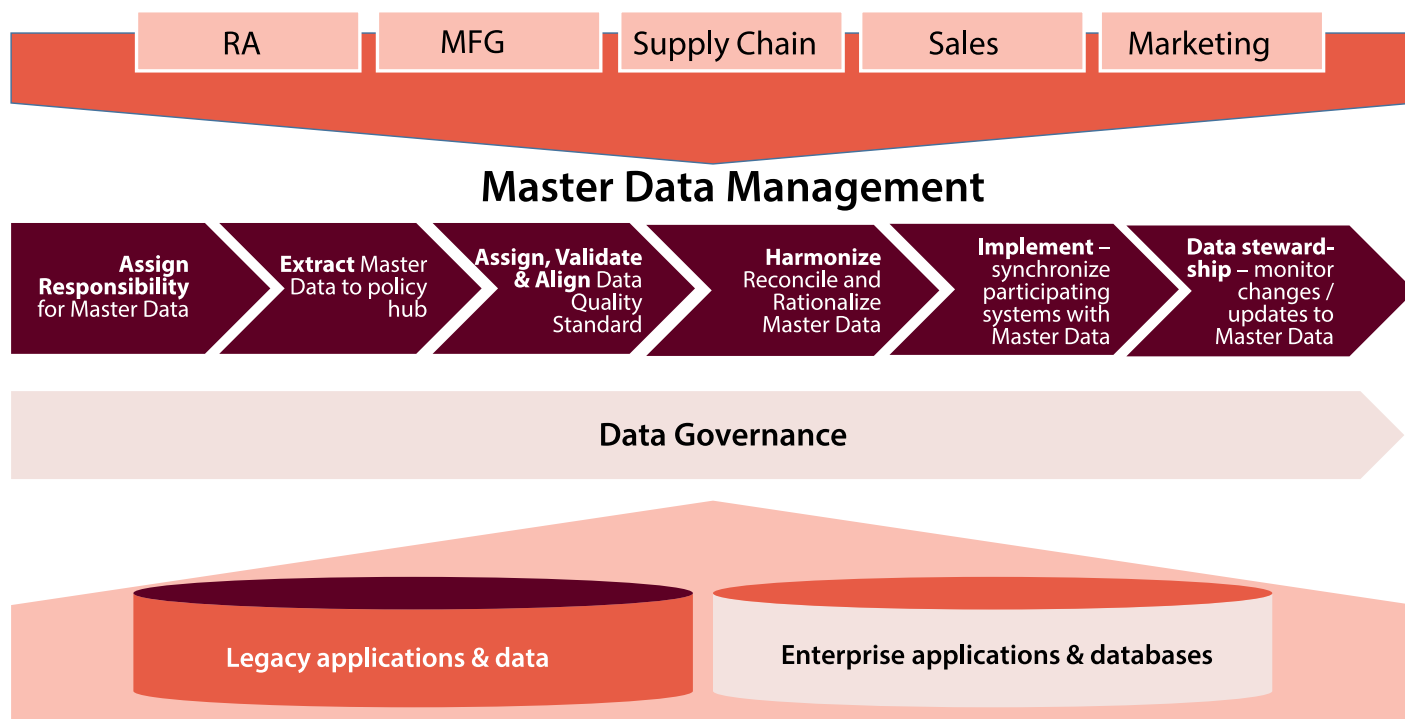 RA
MFG
Supply Chain
Sales
Marketing
Master Data Management
Assign
Responsibility
for Master Data
Extract Master
Data to policy
hub
Assign, Validate
& Align Data
Quality
Standard
Harmonize
Reconcile and
Rationalize
Master Data
Implement –
synchronize
participating
systems with
Master Data
Data steward-
ship – monitor
changes /
updates to
Master Data
Data Governance
Legacy applications & data
Enterprise applications & databases